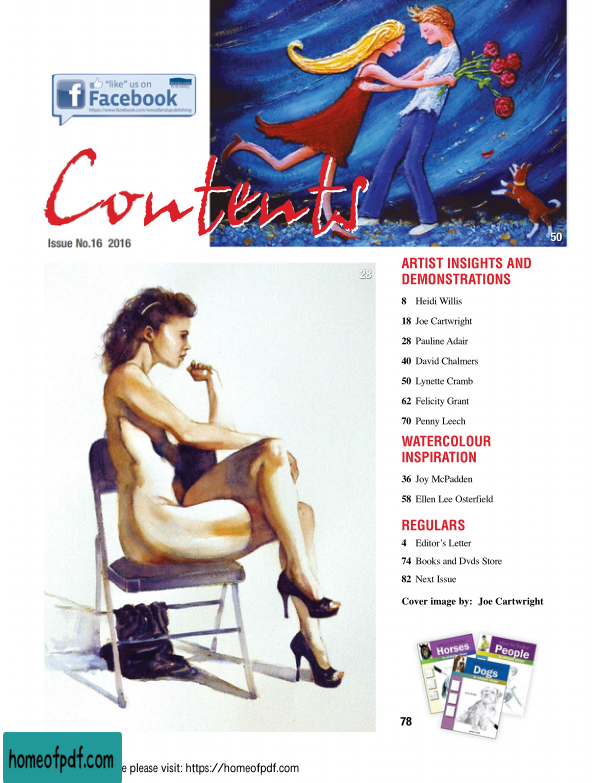 "like" us on
Facebook
https://www.facebook.com/woodlandspublishing
Contents
Issue No.16 2016
50
28
ARTIST INSIGHTS AND
DEMONSTRATIONS
8 Heidi Willis
18 Joe Cartwright
28 Pauline Adair
40 David Chalmers
50 Lynette Cramb
62 Felicity Grant
70 Penny Leech
WATERCOLOUR
INSPIRATION
36 Joy McPadden
58 Ellen Lee Osterfield
REGULARS
4 Editor's Letter
74 Books and Dvds Store
82 Next Issue
Cover image by: Joe Cartwright
Horses
People
Dogs
78
homeofpdf.com
e please visit: https://homeofpdf.com